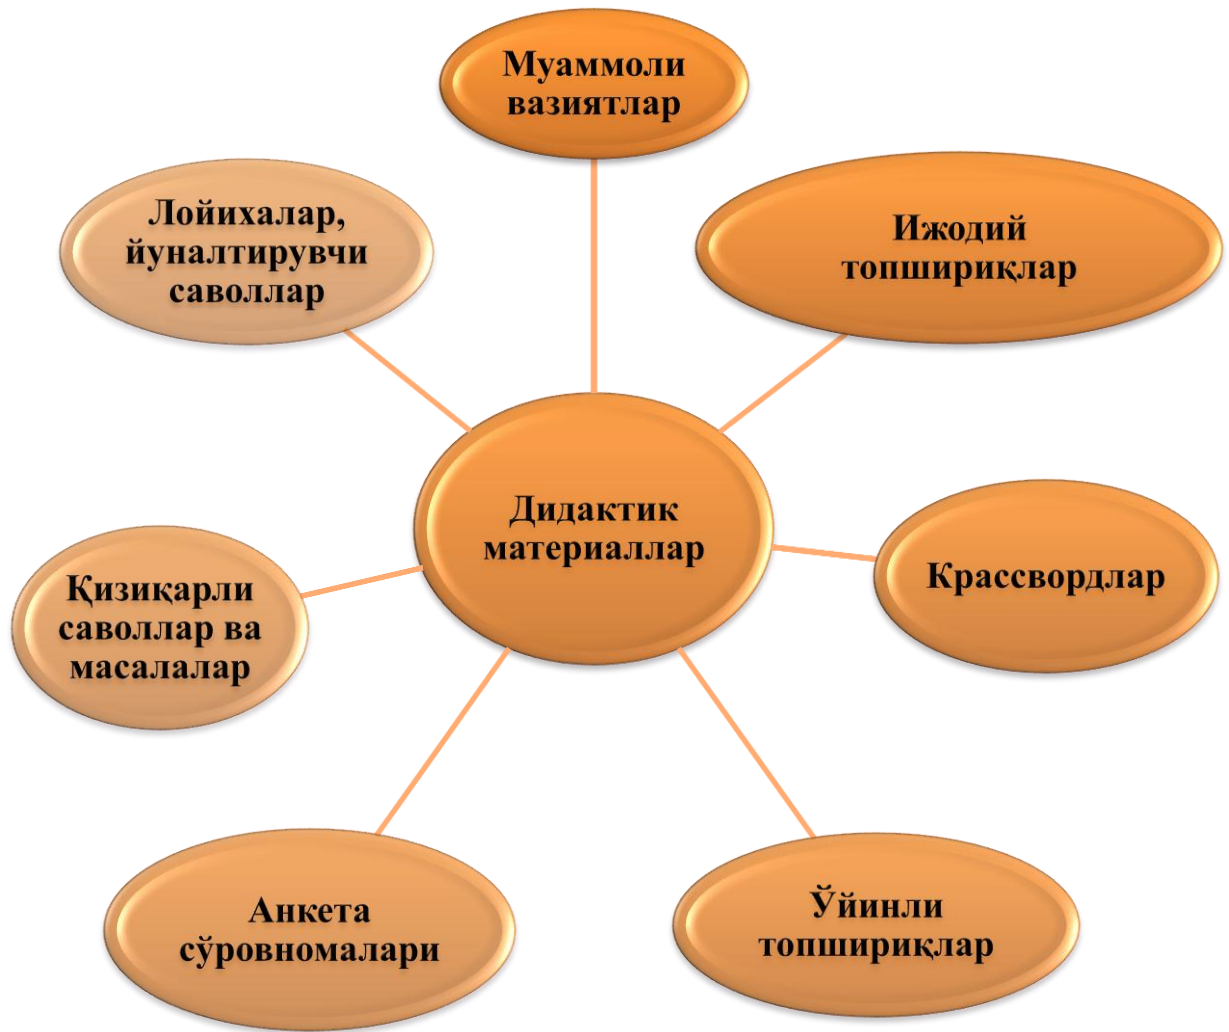 Муаммоли
вазиятлар
Ижодий
топшириқлар
Крассвордлар
Ўйинли
топшириқлар
Анкета
сўровномалари
Қизиқарли
саволлар ва
масалалар
Лойихалар,
йуналтирувчи
саволлар
Дидактик
материаллар